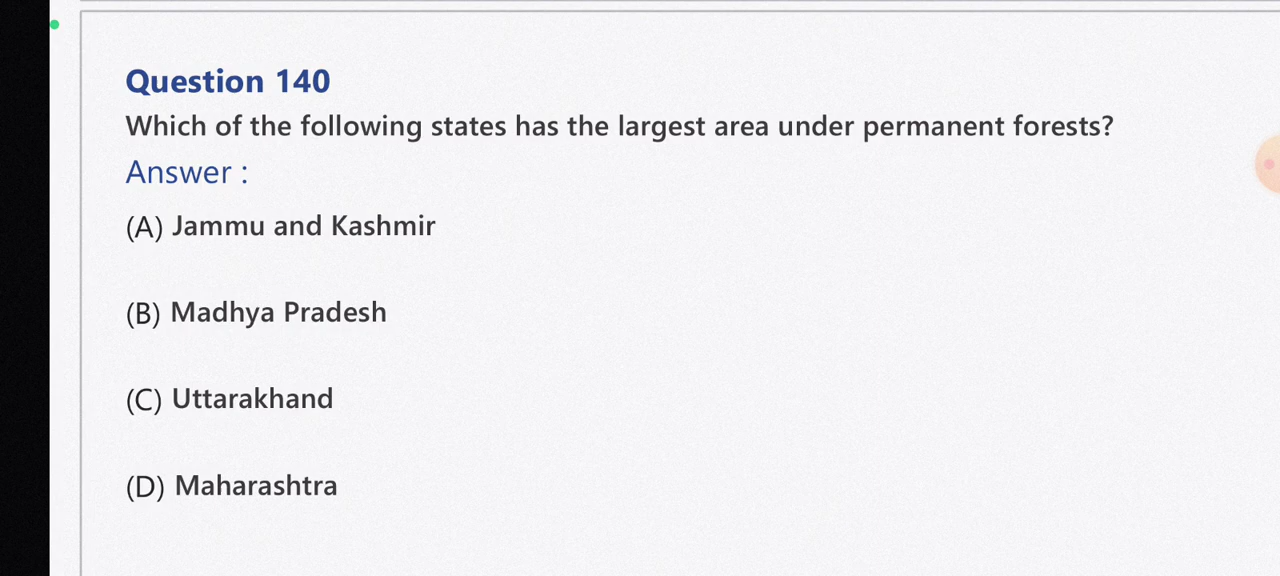 Question 140
Which of the following states has the largest area under permanent forests?
Answer :
(A) Jammu and Kashmir
(B) Madhya Pradesh
(C) Uttarakhand
(D) Maharashtra